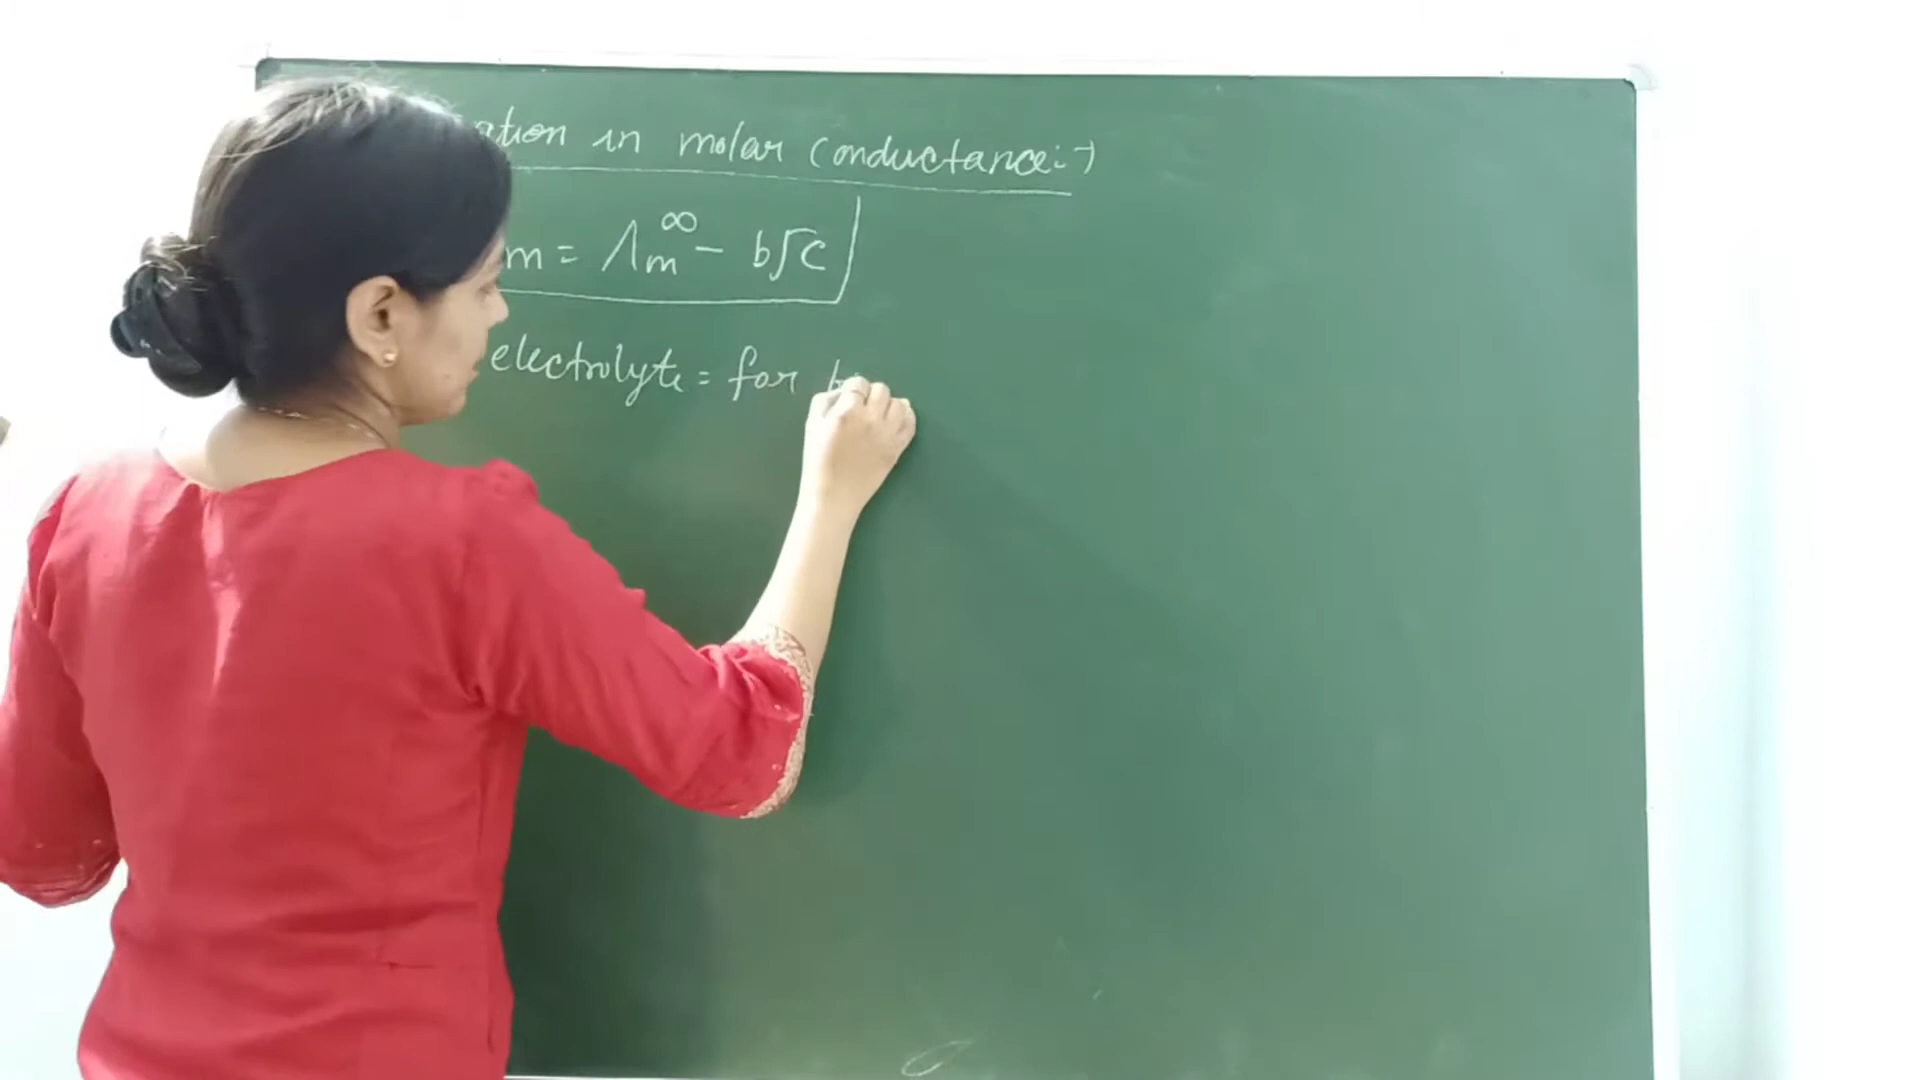 ation in molar conductance:→
m = Λm^∞ - b√c
electrolyte = for